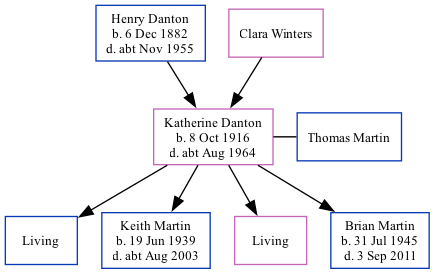 Henry Danton
b. 6 Dec 1882
d. abt Nov 1955
Clara Winters
Katherine Danton
b. 8 Oct 1916
d. abt Aug 1964
Thomas Martin
Living
Keith Martin
b. 19 Jun 1939
d. abt Aug 2003
Living
Brian Martin
b. 31 Jul 1945
d. 3 Sep 2011